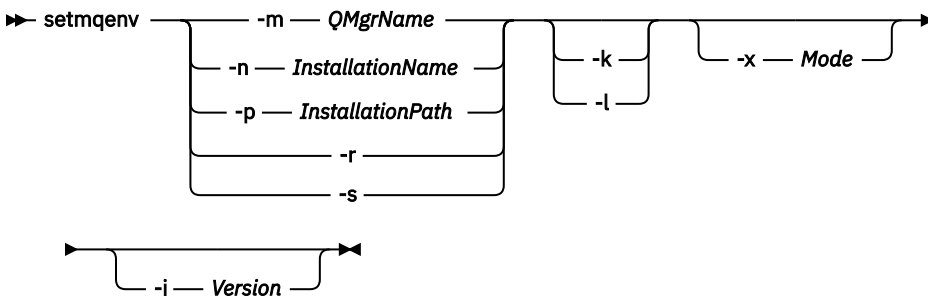 setmqenv -m QMgrName
-n InstallationName
-p InstallationPath
-r
-s
-k
-l
-x Mode
-j Version